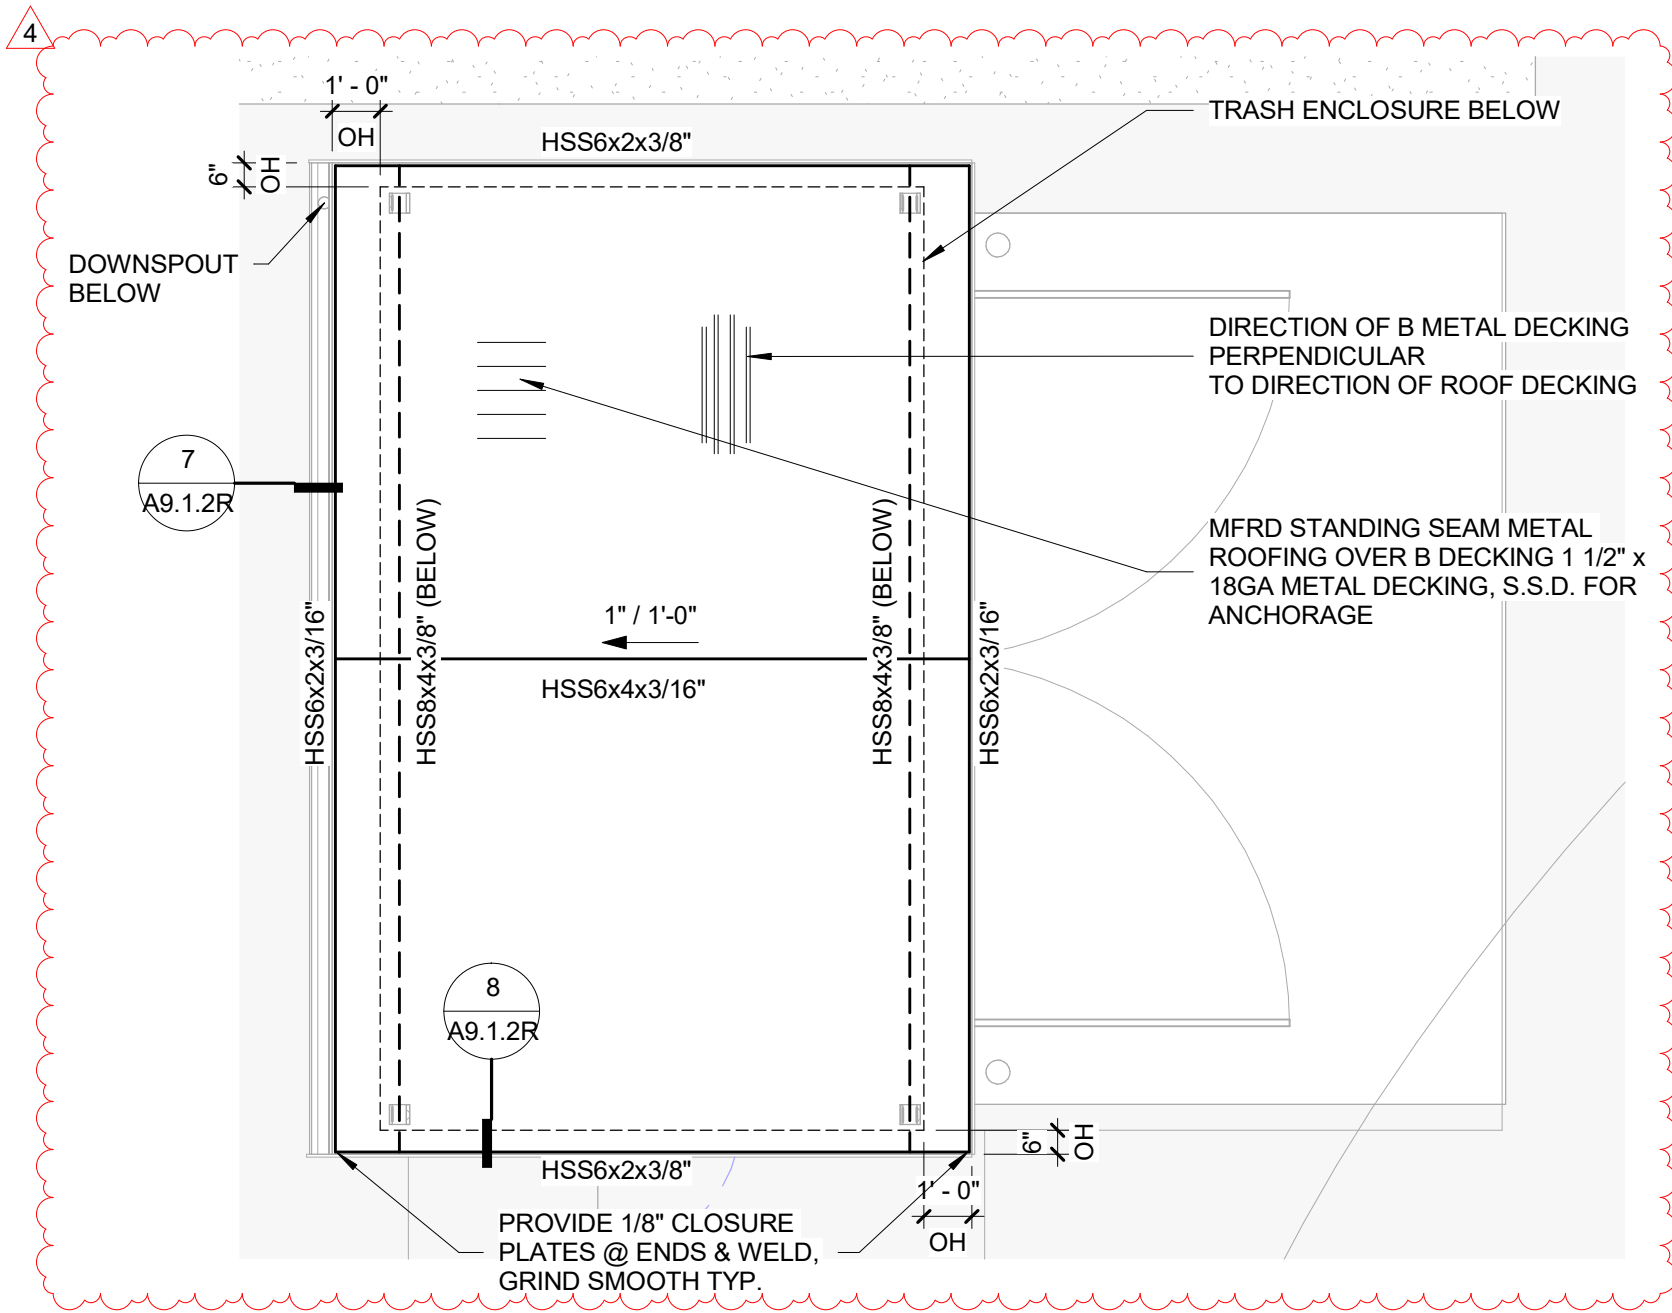 4
1' - 0"
OH
HSS6x2x3/8"
TRASH ENCLOSURE BELOW
6"
OH
DOWNSPOUT
BELOW
DIRECTION OF B METAL DECKING
PERPENDICULAR
TO DIRECTION OF ROOF DECKING
7
A9.1.2R
HSS6x2x3/16"
HSS8x4x3/8" (BELOW)
1" / 1'-0"
HSS6x4x3/16"
HSS8x4x3/8" (BELOW)
HSS6x2x3/16"
MFRD STANDING SEAM METAL
ROOFING OVER B DECKING 1 1/2" x
18GA METAL DECKING, S.S.D. FOR
ANCHORAGE
8
A9.1.2R
6"
OH
HSS6x2x3/8"
1' - 0"
OH
PROVIDE 1/8" CLOSURE
PLATES @ ENDS & WELD,
GRIND SMOOTH TYP.